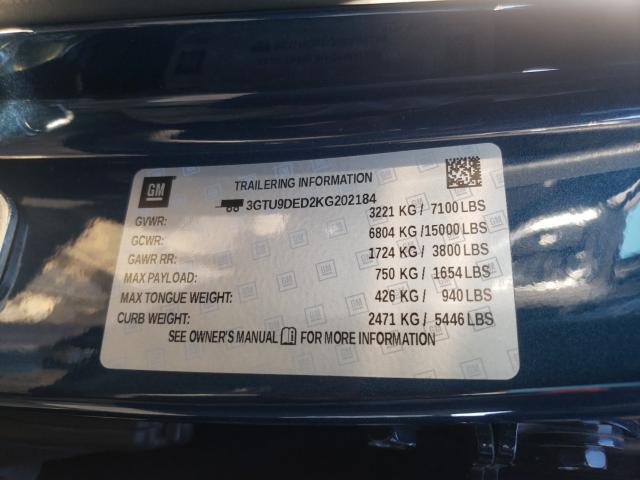 GM
TRAILERING INFORMATION
3GTU9DED2KG202184
GVWR: 3221 KG / 7100 LBS
GCWR: 6804 KG /15000 LBS
GAWR RR: 1724 KG / 3800 LBS
MAX PAYLOAD: 750 KG / 1654 LBS
MAX TONGUE WEIGHT: 426 KG / 940 LBS
CURB WEIGHT: 2471 KG / 5446 LBS
SEE OWNER'S MANUAL FOR MORE INFORMATION